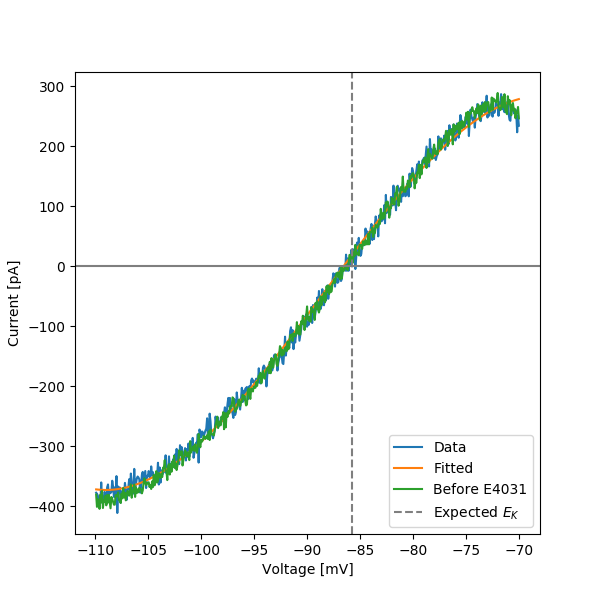 300
200
100
0
−100
−200
−300
−400
Current [pA]
Data
Fitted
Before E4031
Expected E_K
−110
−105
−100
−95
−90
−85
−80
−75
−70
Voltage [mV]